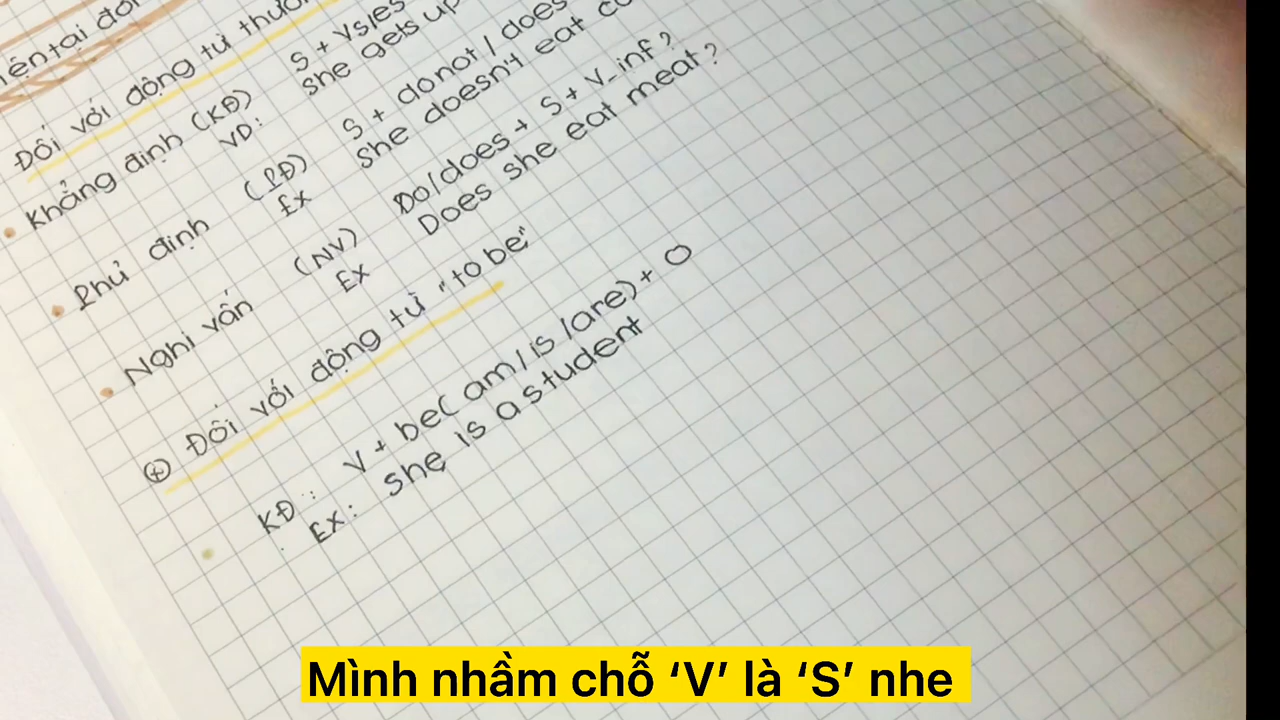 Đối với động từ
• Khẳng định (KĐ) S + Vs/es
VD: She gets up
• Phủ định (PĐ) S + do not / does
Ex She doesn't eat
• Nghi vấn (NV) Do/does + S + V_inf?
Ex Does she eat meat?
(+) Đối với động từ "to be"
KĐ: V + be( am/is/are) + O
Ex: She is a student
Mình nhầm chỗ ‘V’ là ‘S’ nhe